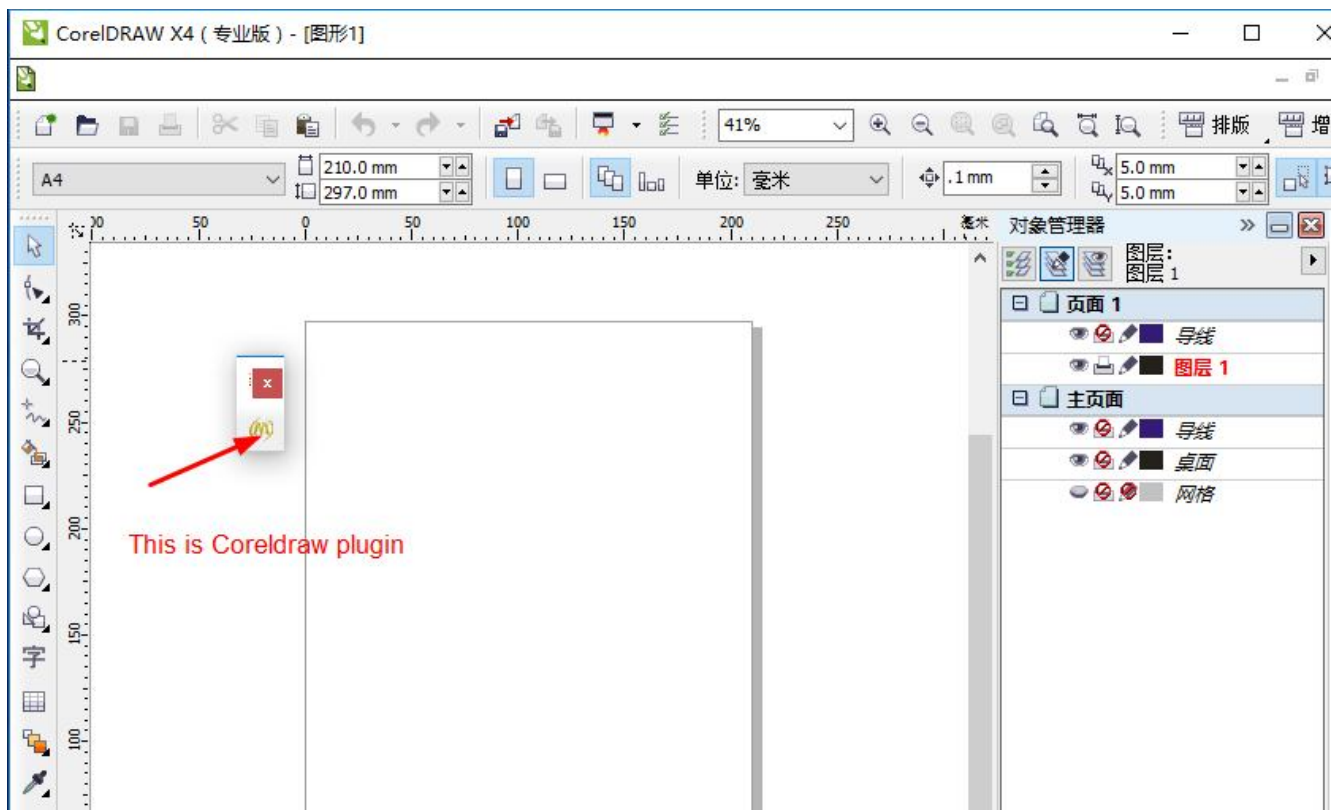 CorelDRAW X4 ( 专业版 ) - [图形1]
41%
排版
增
A4
210.0 mm
297.0 mm
单位: 毫米
.1 mm
5.0 mm
5.0 mm
50
0
50
100
150
200
250
毫米
300
250
200
150
100
x
This is Coreldraw plugin
字
对象管理器
图层:
图层 1
页面 1
导线
图层 1
主页面
导线
桌面
网格